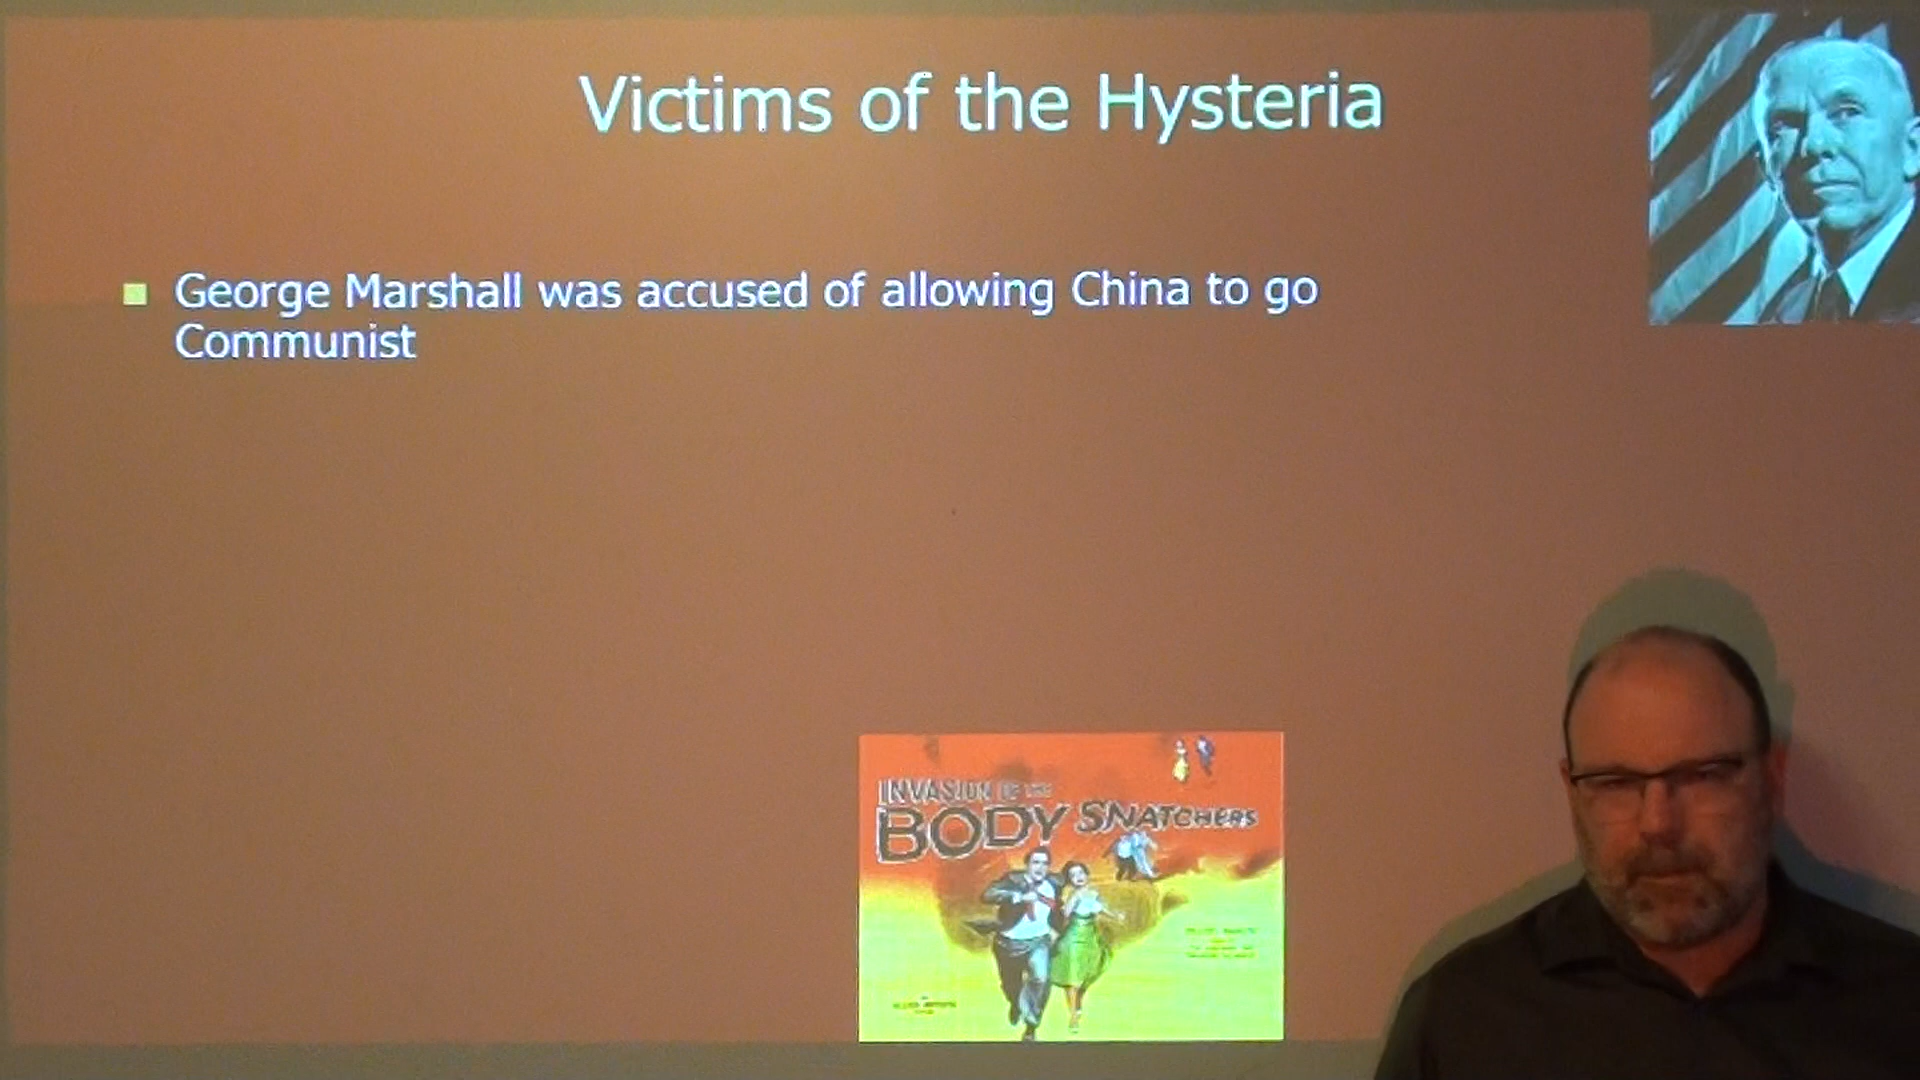 Victims of the Hysteria
George Marshall was accused of allowing China to go
Communist
INVASION OF THE
BODY SNATCHERS